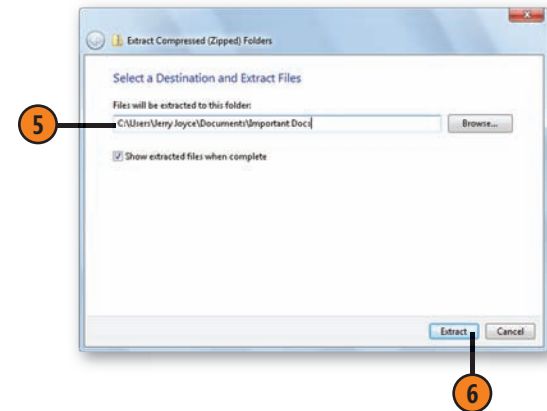 Extract Compressed (Zipped) Folders
Select a Destination and Extract Files
Files will be extracted to this folder:
5
C:\Users\Jerry Joyce\Documents\Important Docs
Browse...
Show extracted files when complete
Extract
Cancel
6